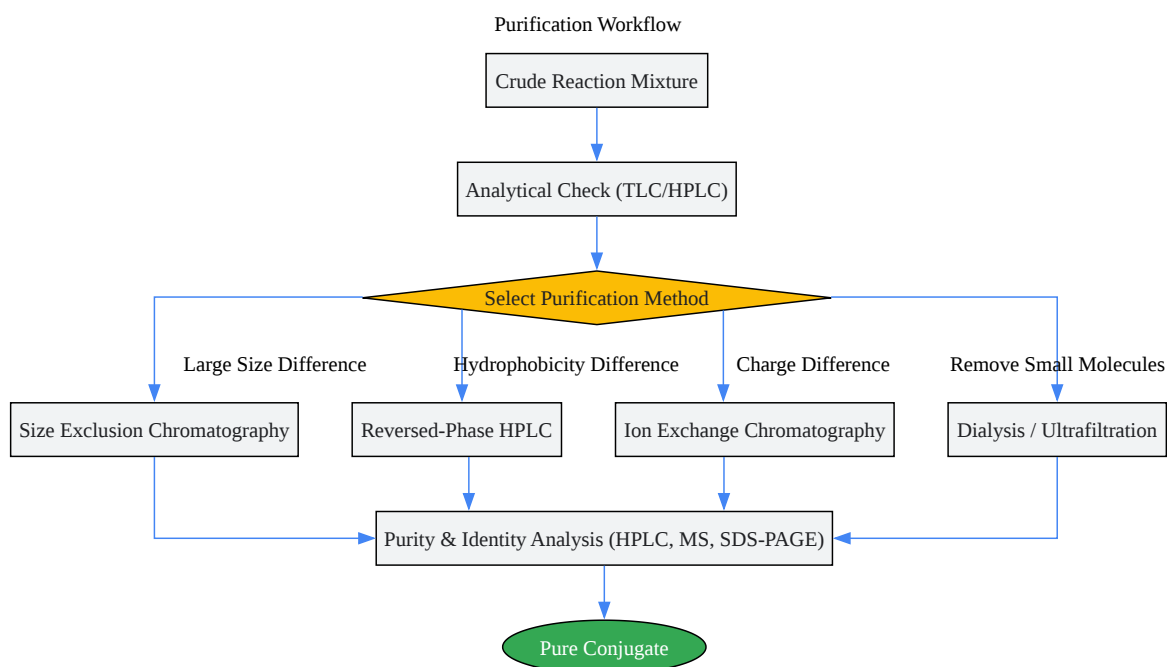 Purification Workflow
Crude Reaction Mixture
Analytical Check (TLC/HPLC)
Select Purification Method
Large Size Difference
Hydrophobicity Difference
Charge Difference
Remove Small Molecules
Size Exclusion Chromatography
Reversed-Phase HPLC
Ion Exchange Chromatography
Dialysis / Ultrafiltration
Purity & Identity Analysis (HPLC, MS, SDS-PAGE)
Pure Conjugate